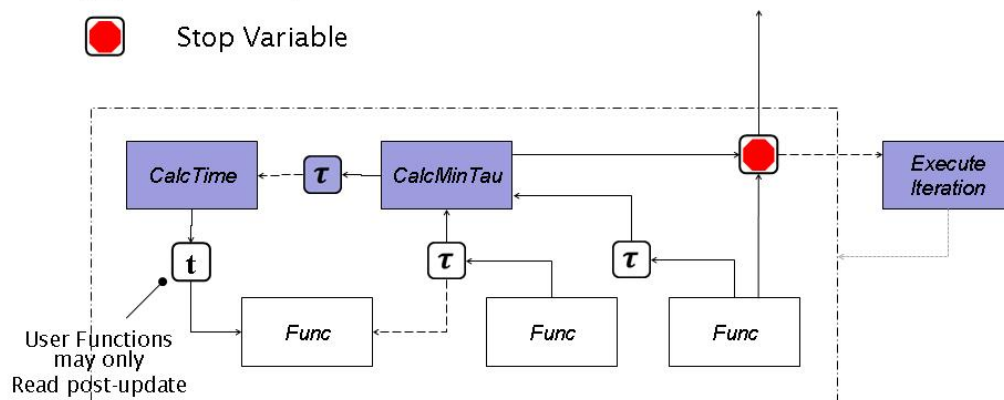 Stop Variable
CalcTime
τ
CalcMinTau
Execute
Iteration
t
τ
τ
Func
Func
Func
User Functions
may only
Read post-update